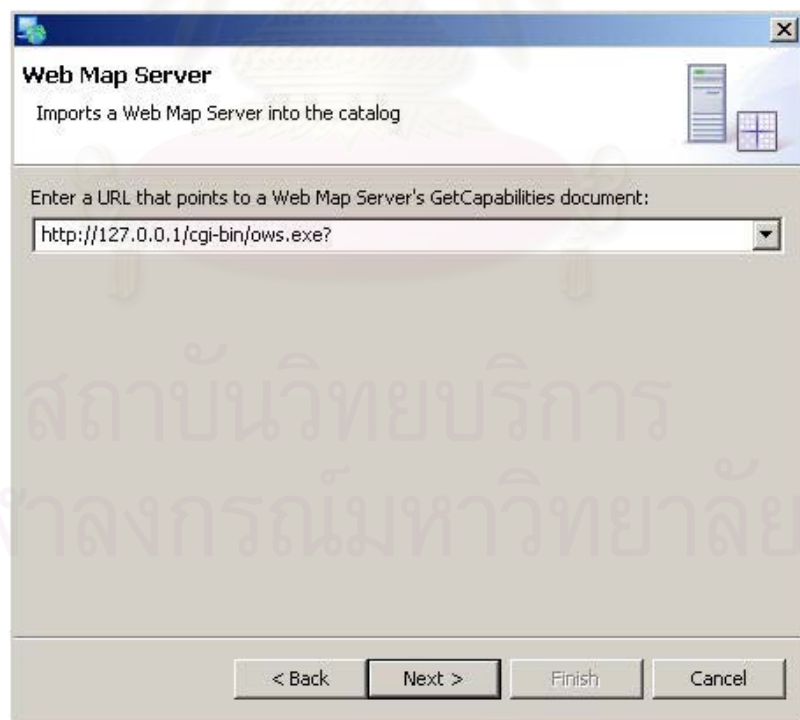 Web Map Server
Imports a Web Map Server into the catalog
Enter a URL that points to a Web Map Server's GetCapabilities document:
http://127.0.0.1/cgi-bin/ows.exe?
สถาบันวิทยบริการ
จุฬาลงกรณ์มหาวิทยาลัย
< Back
Next >
Finish
Cancel